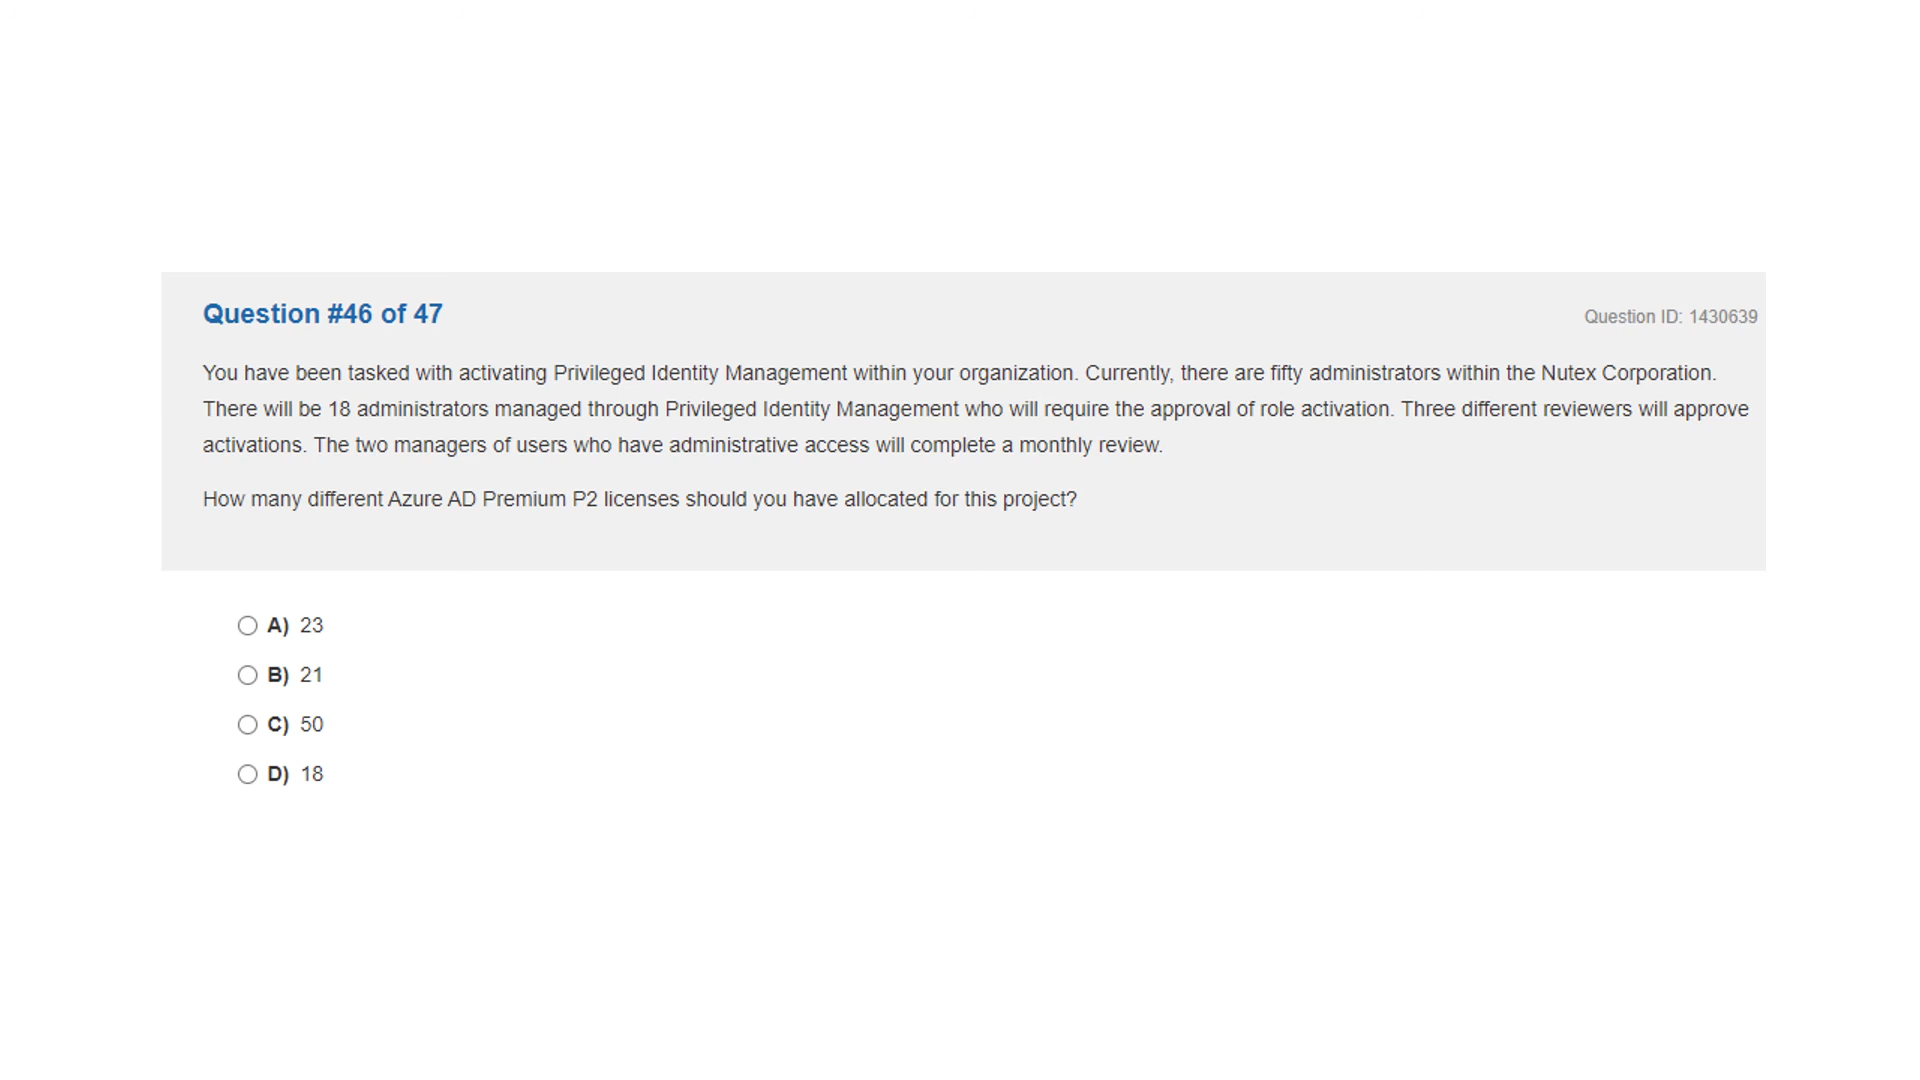 Question #46 of 47
Question ID: 1430639
You have been tasked with activating Privileged Identity Management within your organization. Currently, there are fifty administrators within the Nutex Corporation.
There will be 18 administrators managed through Privileged Identity Management who will require the approval of role activation. Three different reviewers will approve
activations. The two managers of users who have administrative access will complete a monthly review.
How many different Azure AD Premium P2 licenses should you have allocated for this project?
A) 23
B) 21
C) 50
D) 18